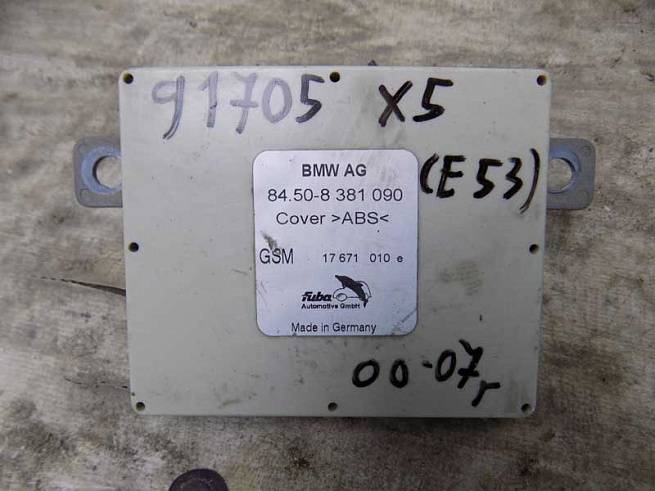 91705 X5
(E53)
BMW AG
84.50-8 381 090
Cover >ABS<
GSM 17 671 010 e
fuba
Automotive GmbH
Made in Germany
00-07г